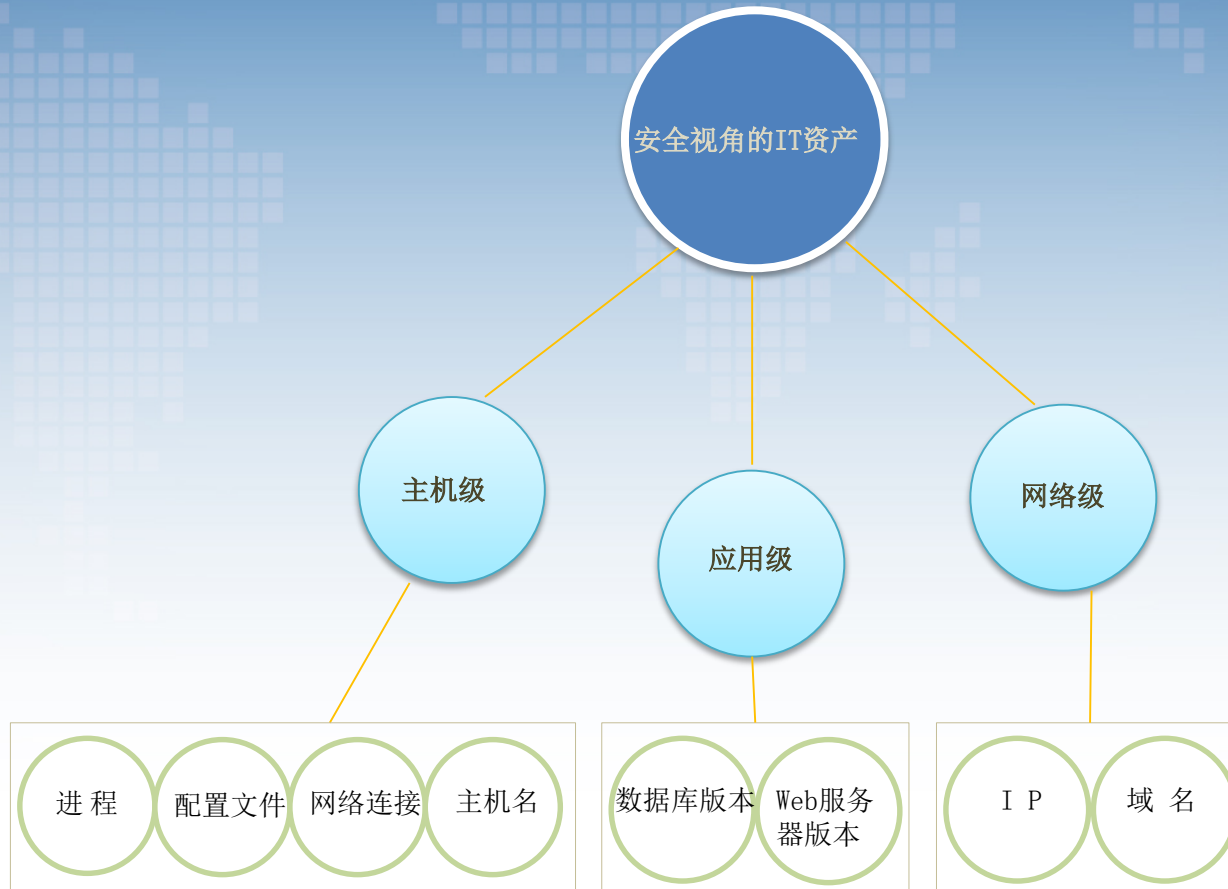 安全视角的IT资产
主机级
应用级
网络级
进 程
配置文件
网络连接
主机名
数据库版本
Web服务
器版本
I P
域 名